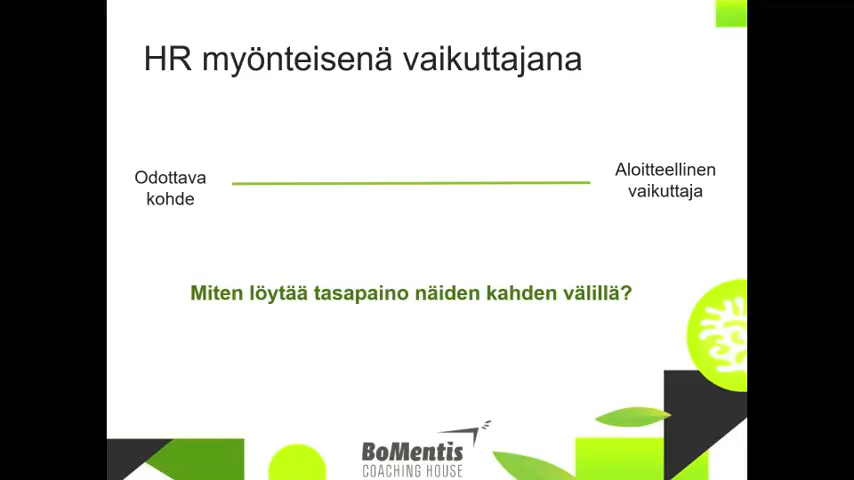 HR myönteisenä vaikuttajana
Odottava
kohde
Aloitteellinen
vaikuttaja
Miten löytää tasapaino näiden kahden välillä?
BoMentis
COACHING HOUSE